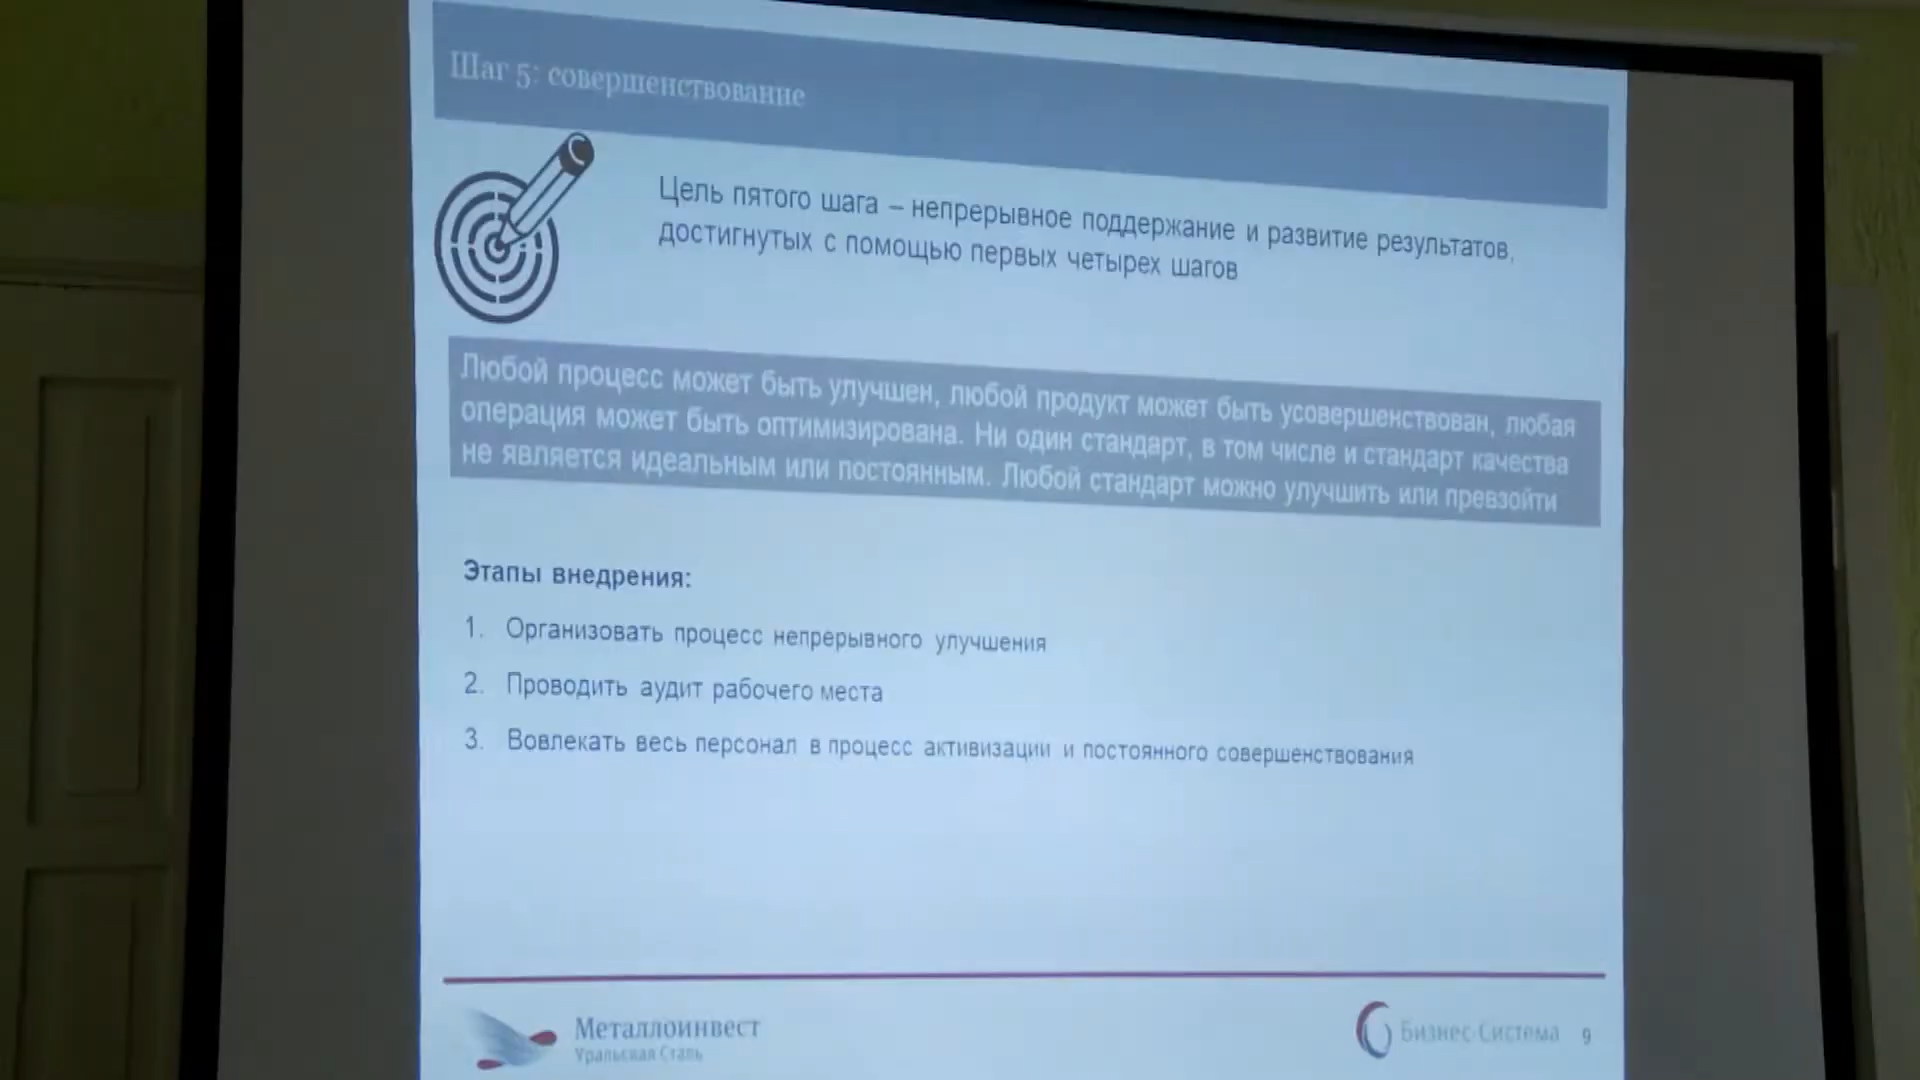 Шаг 5: совершенствование
Цель пятого шага – непрерывное поддержание и развитие результатов,
достигнутых с помощью первых четырех шагов
Любой процесс может быть улучшен, любой продукт может быть усовершенствован, любая
операция может быть оптимизирована. Ни один стандарт, в том числе и стандарт качества
не является идеальным или постоянным. Любой стандарт можно улучшить или превзойти
Этапы внедрения:
1. Организовать процесс непрерывного улучшения
2. Проводить аудит рабочего места
3. Вовлекать весь персонал в процесс активизации и постоянного совершенствования
Металлоинвест
Уральская Сталь
Бизнес-Система 9